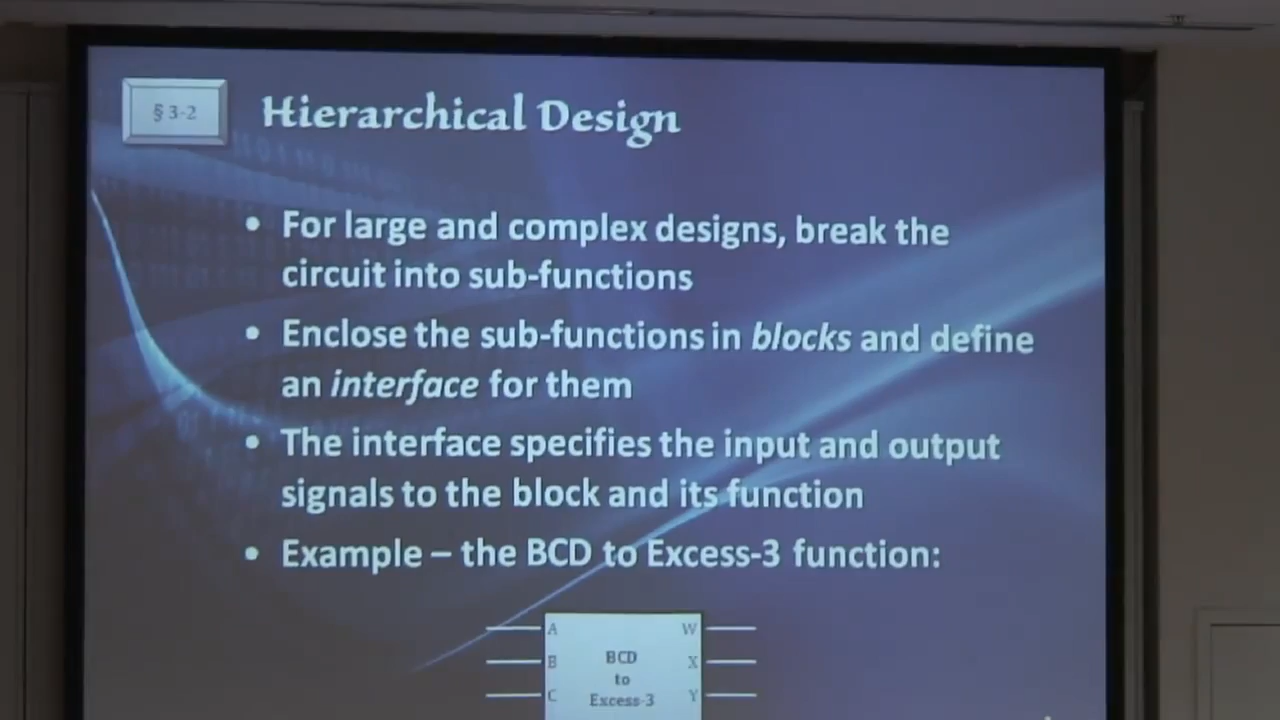 § 3-2
Hierarchical Design
• For large and complex designs, break the
circuit into sub-functions
• Enclose the sub-functions in blocks and define
an interface for them
• The interface specifies the input and output
signals to the block and its function
• Example – the BCD to Excess-3 function:
A W
B BCD X
to
C Excess-3 Y